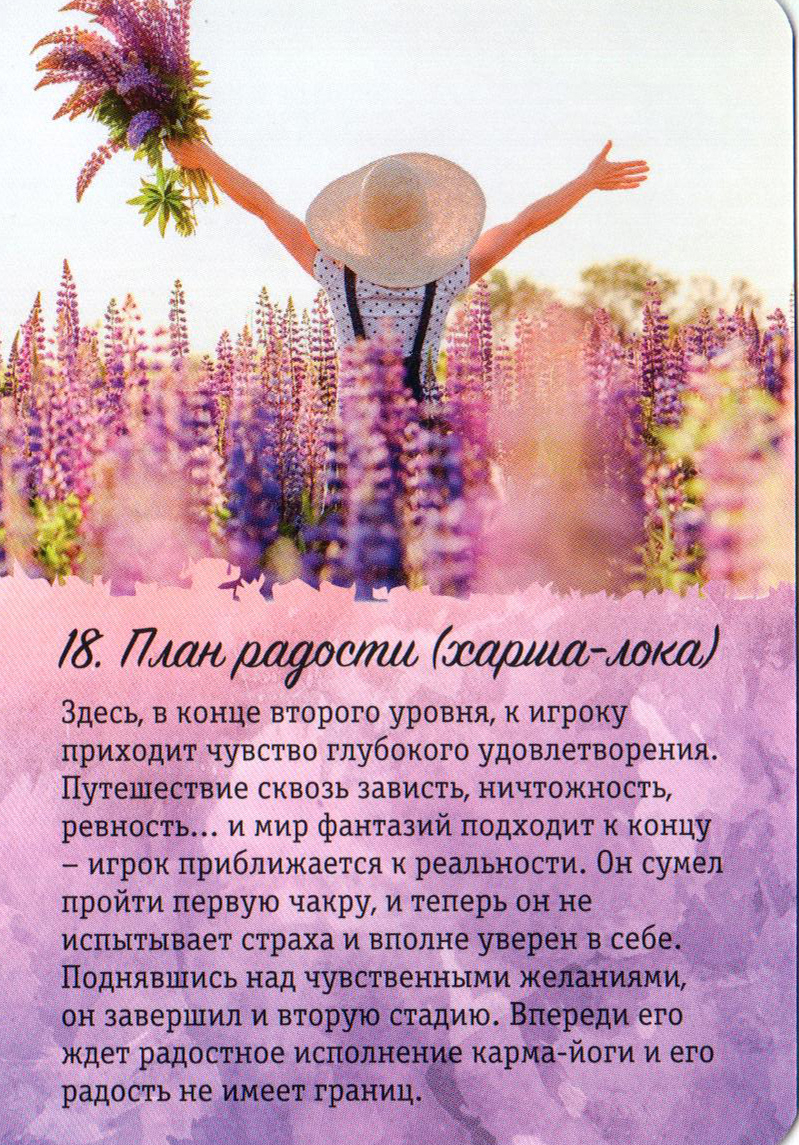 18. План радости (харша-лока)
Здесь, в конце второго уровня, к игроку
приходит чувство глубокого удовлетворения.
Путешествие сквозь зависть, ничтожность,
ревность... и мир фантазий подходит к концу
– игрок приближается к реальности. Он сумел
пройти первую чакру, и теперь он не
испытывает страха и вполне уверен в себе.
Поднявшись над чувственными желаниями,
он завершил и вторую стадию. Впереди его
ждет радостное исполнение карма-йоги и его
радость не имеет границ.